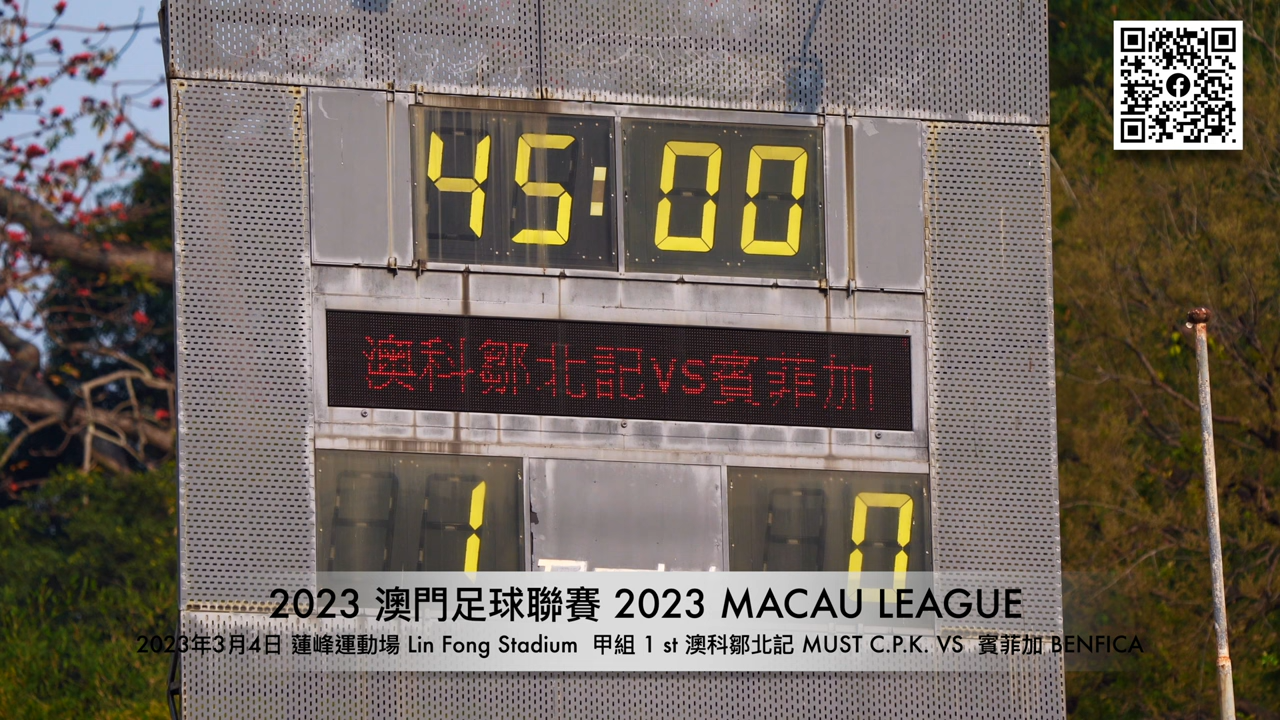 45:00
澳科鄒北記vs賓菲加
1 0
2023 澳門足球聯賽 2023 MACAU LEAGUE
2023年3月4日 蓮峰運動場 Lin Fong Stadium 甲組 1 st 澳科鄒北記 MUST C.P.K. VS 賓菲加 BENFICA